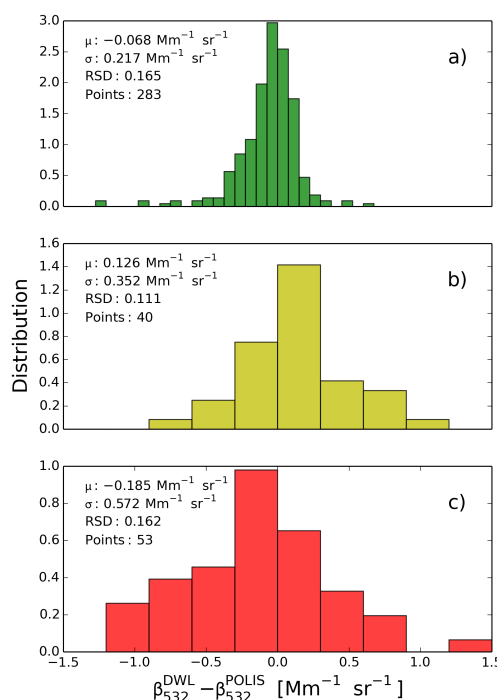 3.0
2.5
2.0
1.5
1.0
0.5
0.0
μ: −0.068 Mm⁻¹ sr⁻¹
σ: 0.217 Mm⁻¹ sr⁻¹
RSD: 0.165
Points: 283
a)
1.6
1.4
1.2
1.0
0.8
0.6
0.4
0.2
0.0
μ: 0.126 Mm⁻¹ sr⁻¹
σ: 0.352 Mm⁻¹ sr⁻¹
RSD: 0.111
Points: 40
b)
Distribution
1.0
0.8
0.6
0.4
0.2
0.0
μ: −0.185 Mm⁻¹ sr⁻¹
σ: 0.572 Mm⁻¹ sr⁻¹
RSD: 0.162
Points: 53
c)
−1.5 −1.0 −0.5 0.0 0.5 1.0 1.5
β₅₃₂ᴰᵂᴸ −β₅₃₂ᴾᴼᴸᴵˢ [Mm⁻¹ sr⁻¹]